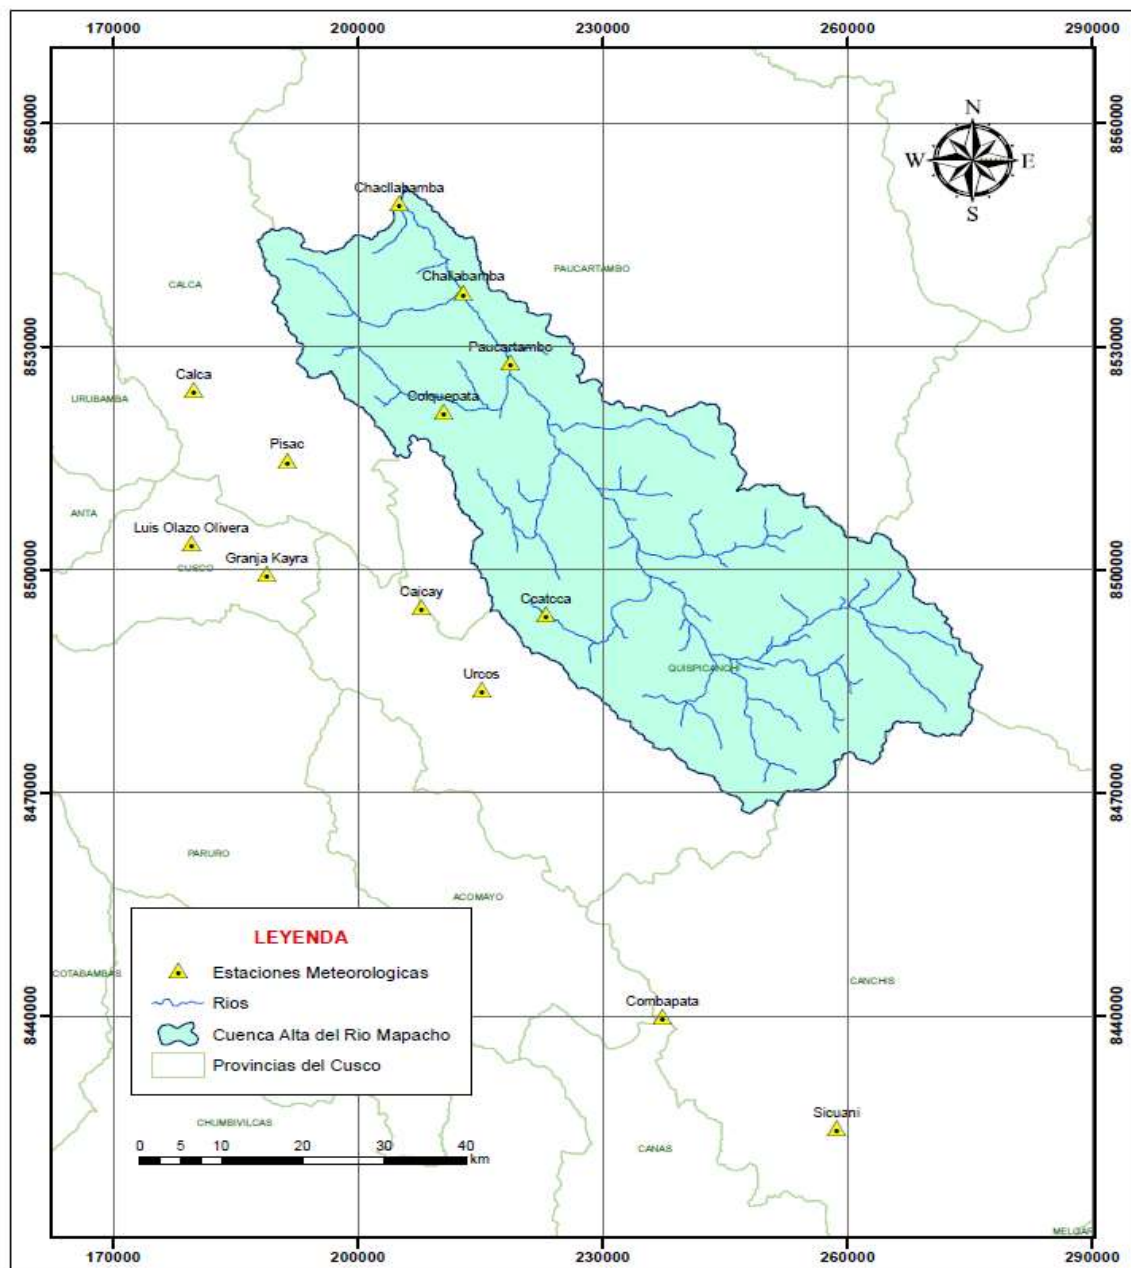 170000 200000 230000 260000 290000
8560000 8560000
N
W E
S
Chacllabamba
Challabamba
PAUCARTAMBO
CALCA
8530000 8530000
Paucartambo
Calca
URUBAMBA
Colquepata
Pisac
ANTA
Luis Olazo Olivera
Granja Kayra
CUSCO
8500000 8500000
Caicay
Ccatcca
QUISPICANCHI
Urcos
8470000 8470000
PARURO
ACOMAYO
LEYENDA
Estaciones Meteorologicas
Rios
Cuenca Alta del Rio Mapacho
Provincias del Cusco
COTABAMBAS
CANCHIS
Combapata
8440000 8440000
Sicuani
CHUMBIVILCAS
CANAS
0 5 10 20 30 40
km
MELGAR
170000 200000 230000 260000 290000